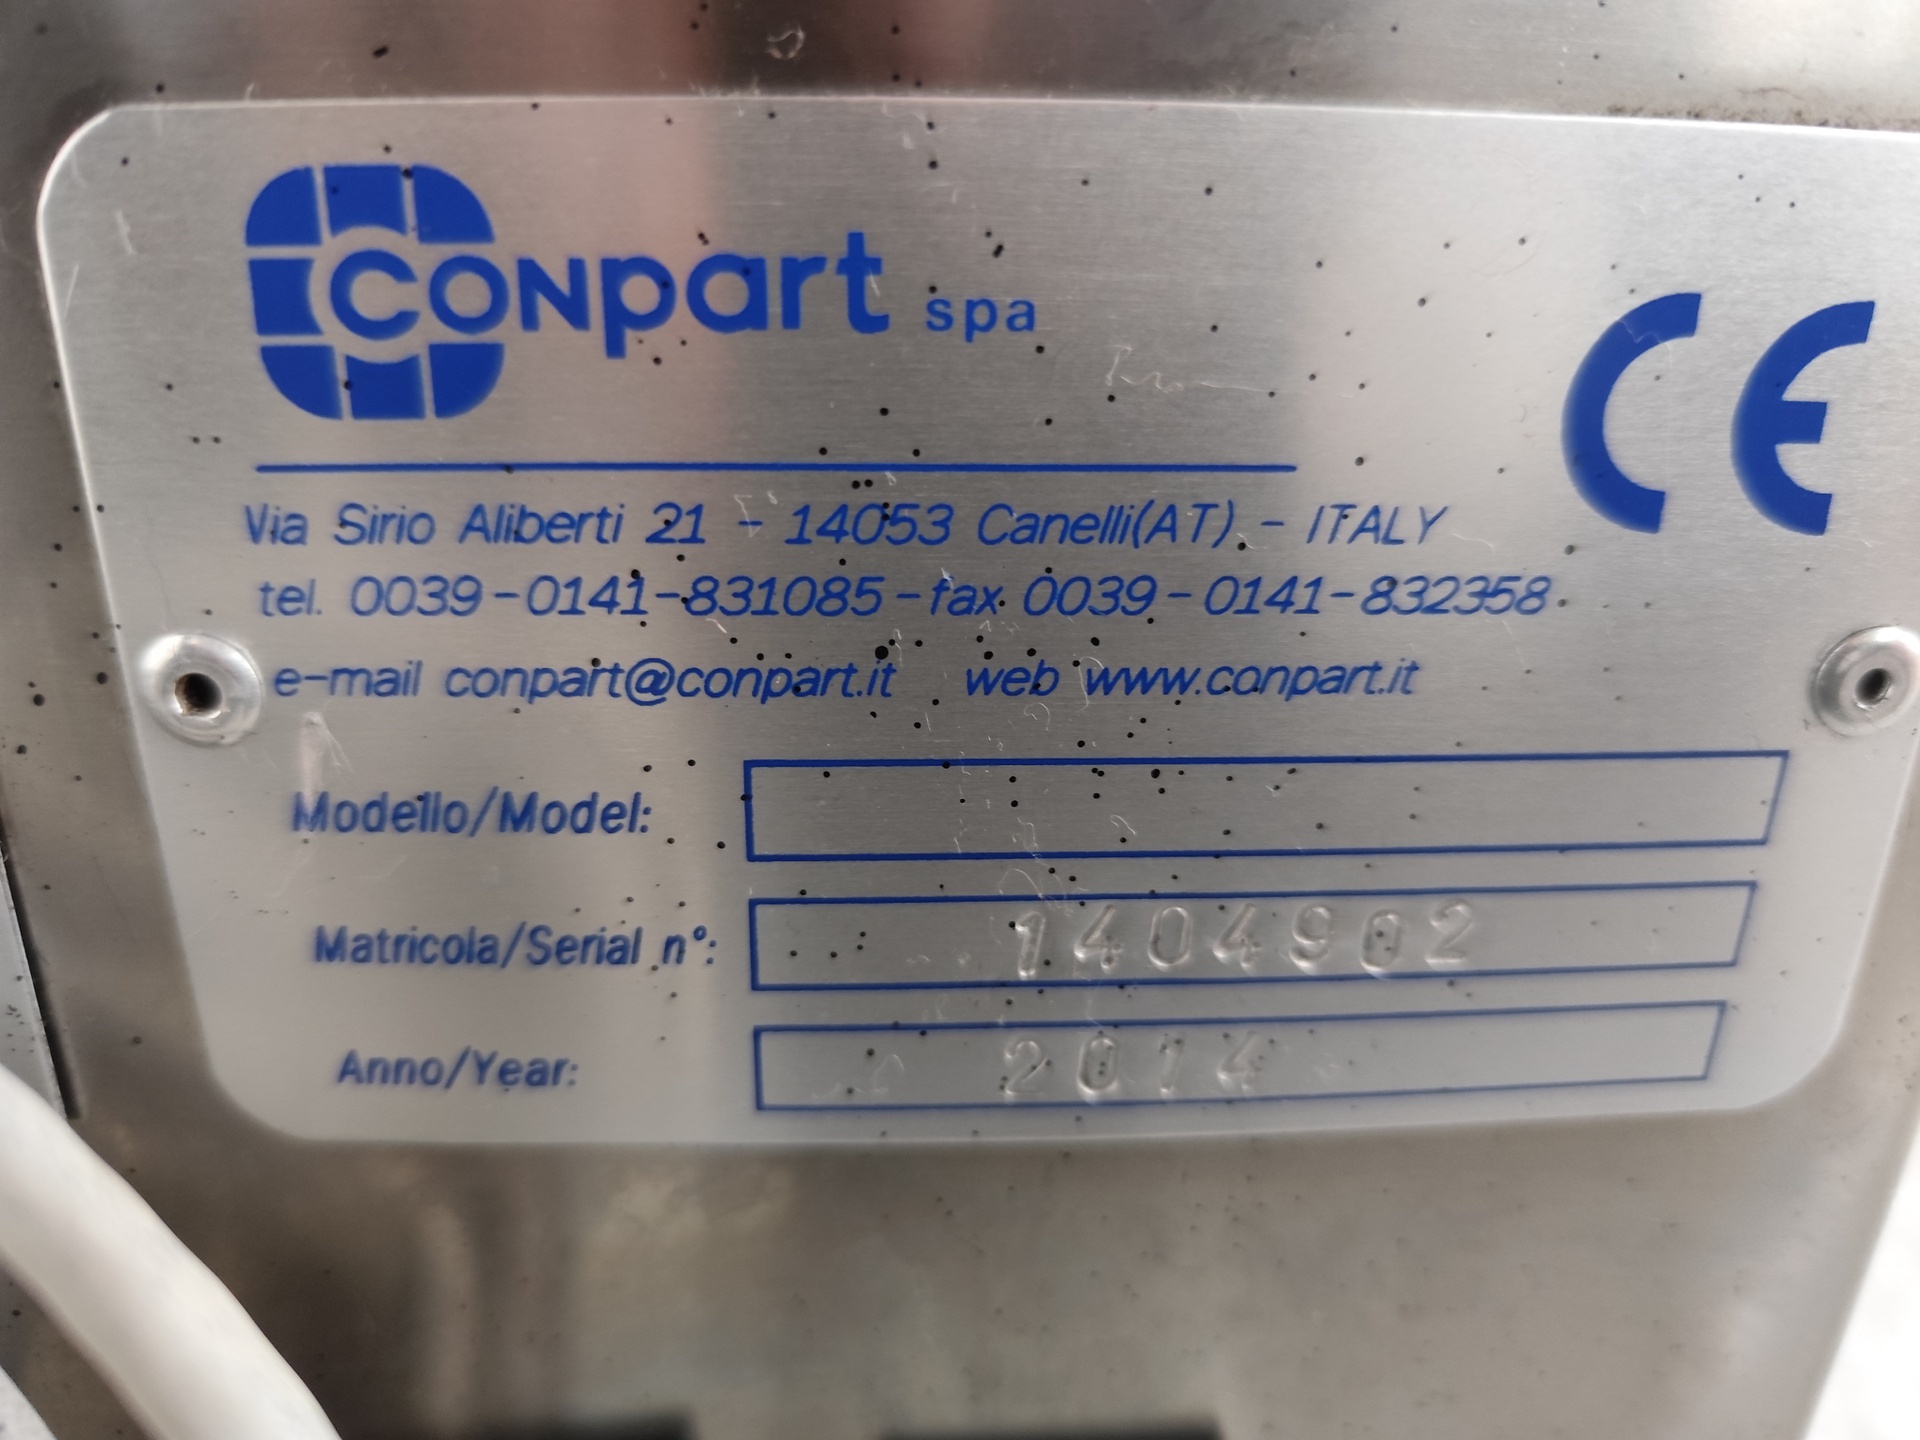 CONpart spa
CE
Via Sirio Aliberti 21 - 14053 Canelli(AT) - ITALY
tel. 0039-0141-831085-fax 0039-0141-832358
e-mail conpart@conpart.it web www.conpart.it
Modello/Model:
Matricola/Serial n°: 1404902
Anno/Year: 2014